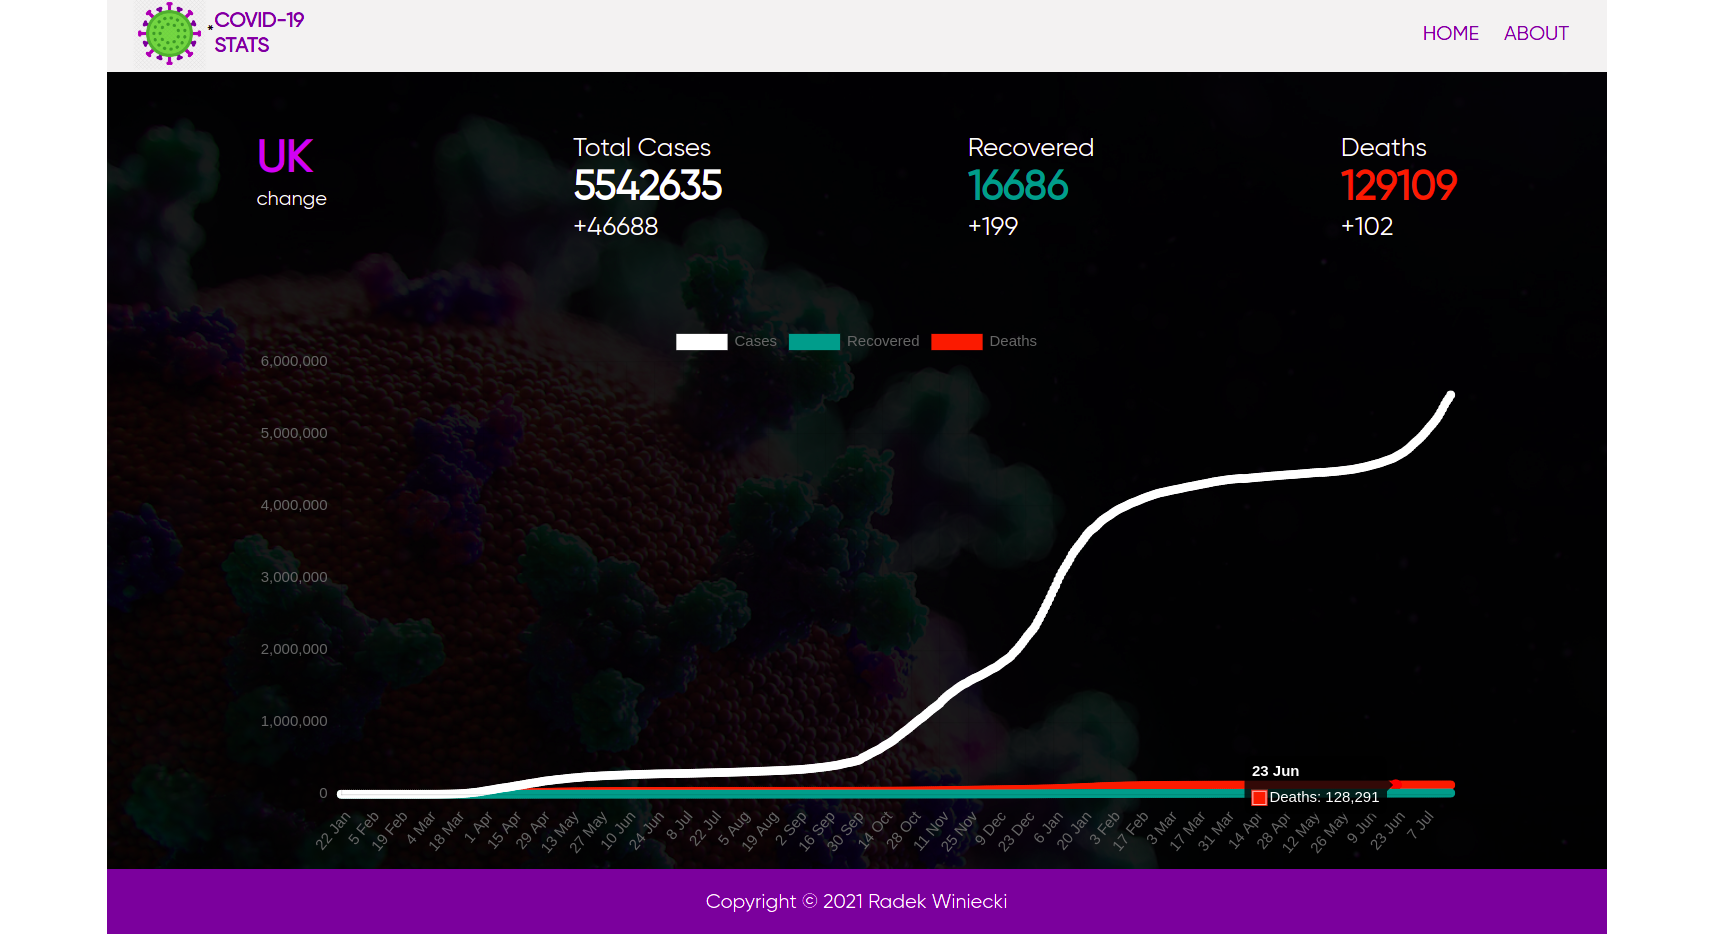 COVID-19
STATS
HOME ABOUT
UK
change
Total Cases
5542635
+46688
Recovered
16686
+199
Deaths
129109
+102
Cases Recovered Deaths
6,000,000
5,000,000
4,000,000
3,000,000
2,000,000
1,000,000
0
23 Jun
Deaths: 128,291
22 Jan 5 Feb 19 Feb 4 Mar 18 Mar 1 Apr 15 Apr 29 Apr 13 May 27 May 10 Jun 24 Jun 8 Jul 22 Jul 5 Aug 19 Aug 2 Sep 16 Sep 30 Sep 14 Oct 28 Oct 11 Nov 25 Nov 9 Dec 23 Dec 6 Jan 20 Jan 3 Feb 17 Feb 3 Mar 17 Mar 31 Mar 14 Apr 28 Apr 12 May 26 May 9 Jun 23 Jun 7 Jul
Copyright © 2021 Radek Winiecki